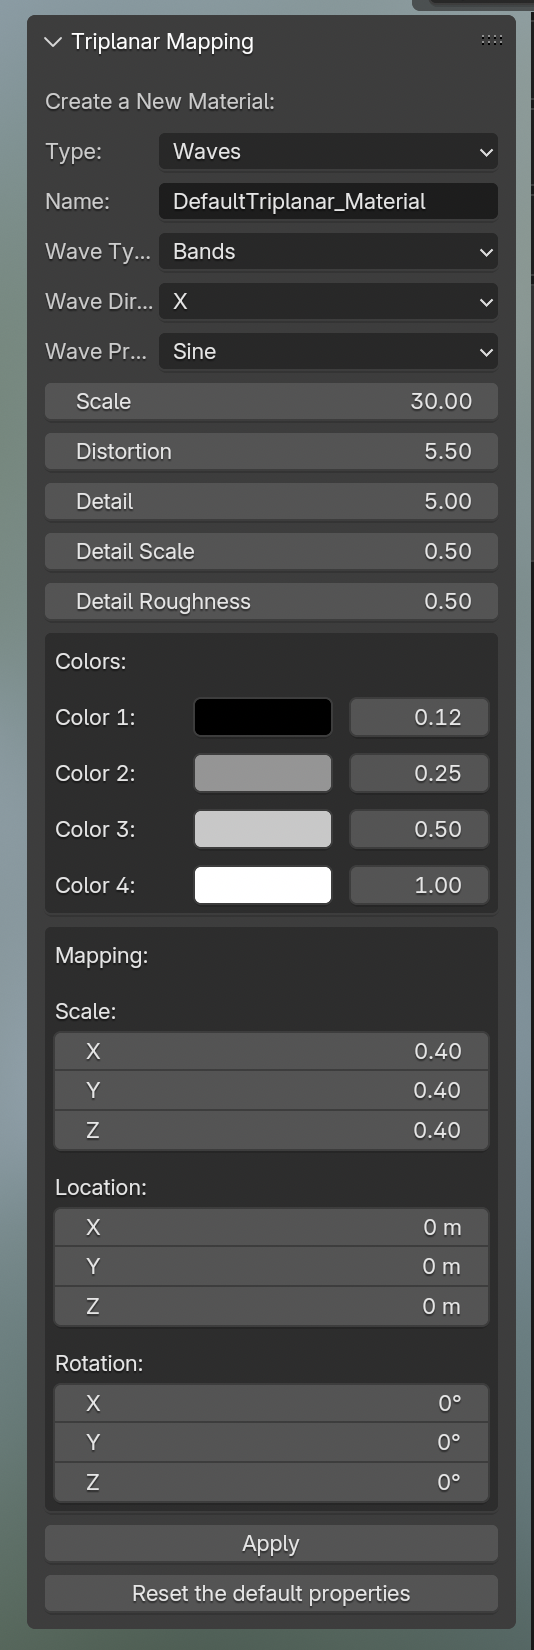 Triplanar Mapping
Create a New Material:
Type: Waves
Name: DefaultTriplanar_Material
Wave Ty... Bands
Wave Dir... X
Wave Pr... Sine
Scale 30.00
Distortion 5.50
Detail 5.00
Detail Scale 0.50
Detail Roughness 0.50
Colors:
Color 1: 0.12
Color 2: 0.25
Color 3: 0.50
Color 4: 1.00
Mapping:
Scale:
X 0.40
Y 0.40
Z 0.40
Location:
X 0 m
Y 0 m
Z 0 m
Rotation:
X 0°
Y 0°
Z 0°
Apply
Reset the default properties